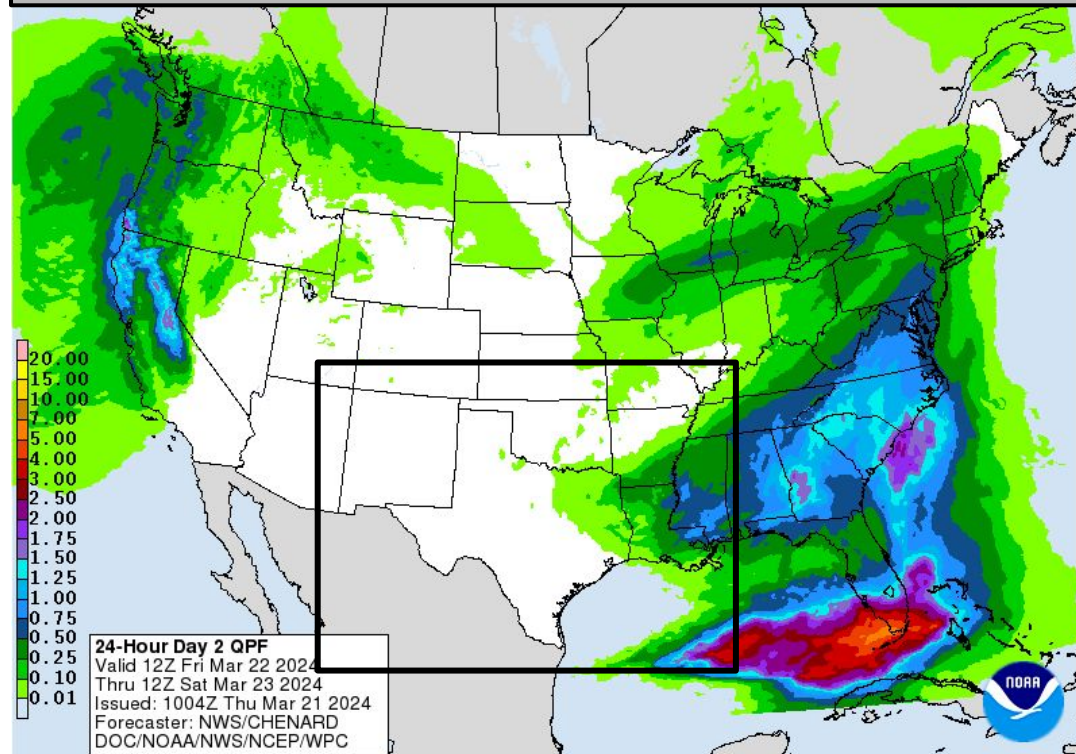 20.00
15.00
10.00
7.00
5.00
4.00
3.00
2.50
2.00
1.75
1.50
1.25
1.00
0.75
0.50
0.25
0.10
0.01
24-Hour Day 2 QPF
Valid 12Z Fri Mar 22 2024
Thru 12Z Sat Mar 23 2024
Issued: 1004Z Thu Mar 21 2024
Forecaster: NWS/CHENARD
DOC/NOAA/NWS/NCEP/WPC
NOAA